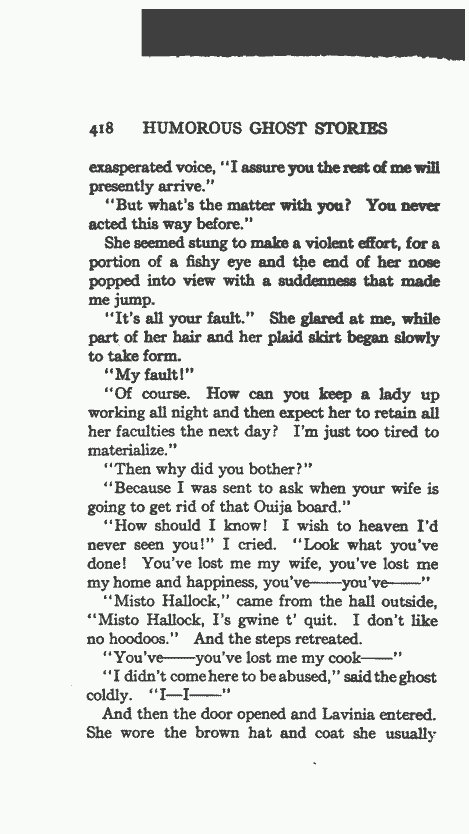 418 HUMOROUS GHOST STORIES
exasperated voice, "I assure you the rest of me will
presently arrive."
"But what's the matter with you? You never
acted this way before."
She seemed stung to make a violent effort, for a
portion of a fishy eye and the end of her nose
popped into view with a suddenness that made
me jump.
"It's all your fault." She glared at me, while
part of her hair and her plaid skirt began slowly
to take form.
"My fault!"
"Of course. How can you keep a lady up
working all night and then expect her to retain all
her faculties the next day? I'm just too tired to
materialize."
"Then why did you bother?"
"Because I was sent to ask when your wife is
going to get rid of that Ouija board."
"How should I know! I wish to heaven I'd
never seen you!" I cried. "Look what you've
done! You've lost me my wife, you've lost me
my home and happiness, you've——you've——"
"Misto Hallock," came from the hall outside,
"Misto Hallock, I's gwine t' quit. I don't like
no hoodoos." And the steps retreated.
"You've——you've lost me my cook——"
"I didn't come here to be abused," said the ghost
coldly. "I—I——"
And then the door opened and Lavinia entered.
She wore the brown hat and coat she usually